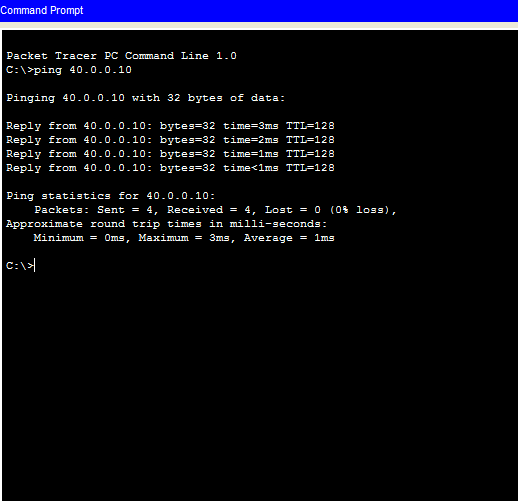 Command Prompt
Packet Tracer PC Command Line 1.0
C:\>ping 40.0.0.10
Pinging 40.0.0.10 with 32 bytes of data:
Reply from 40.0.0.10: bytes=32 time=3ms TTL=128
Reply from 40.0.0.10: bytes=32 time=2ms TTL=128
Reply from 40.0.0.10: bytes=32 time=1ms TTL=128
Reply from 40.0.0.10: bytes=32 time<1ms TTL=128
Ping statistics for 40.0.0.10:
Packets: Sent = 4, Received = 4, Lost = 0 (0% loss),
Approximate round trip times in milli-seconds:
Minimum = 0ms, Maximum = 3ms, Average = 1ms
C:\>